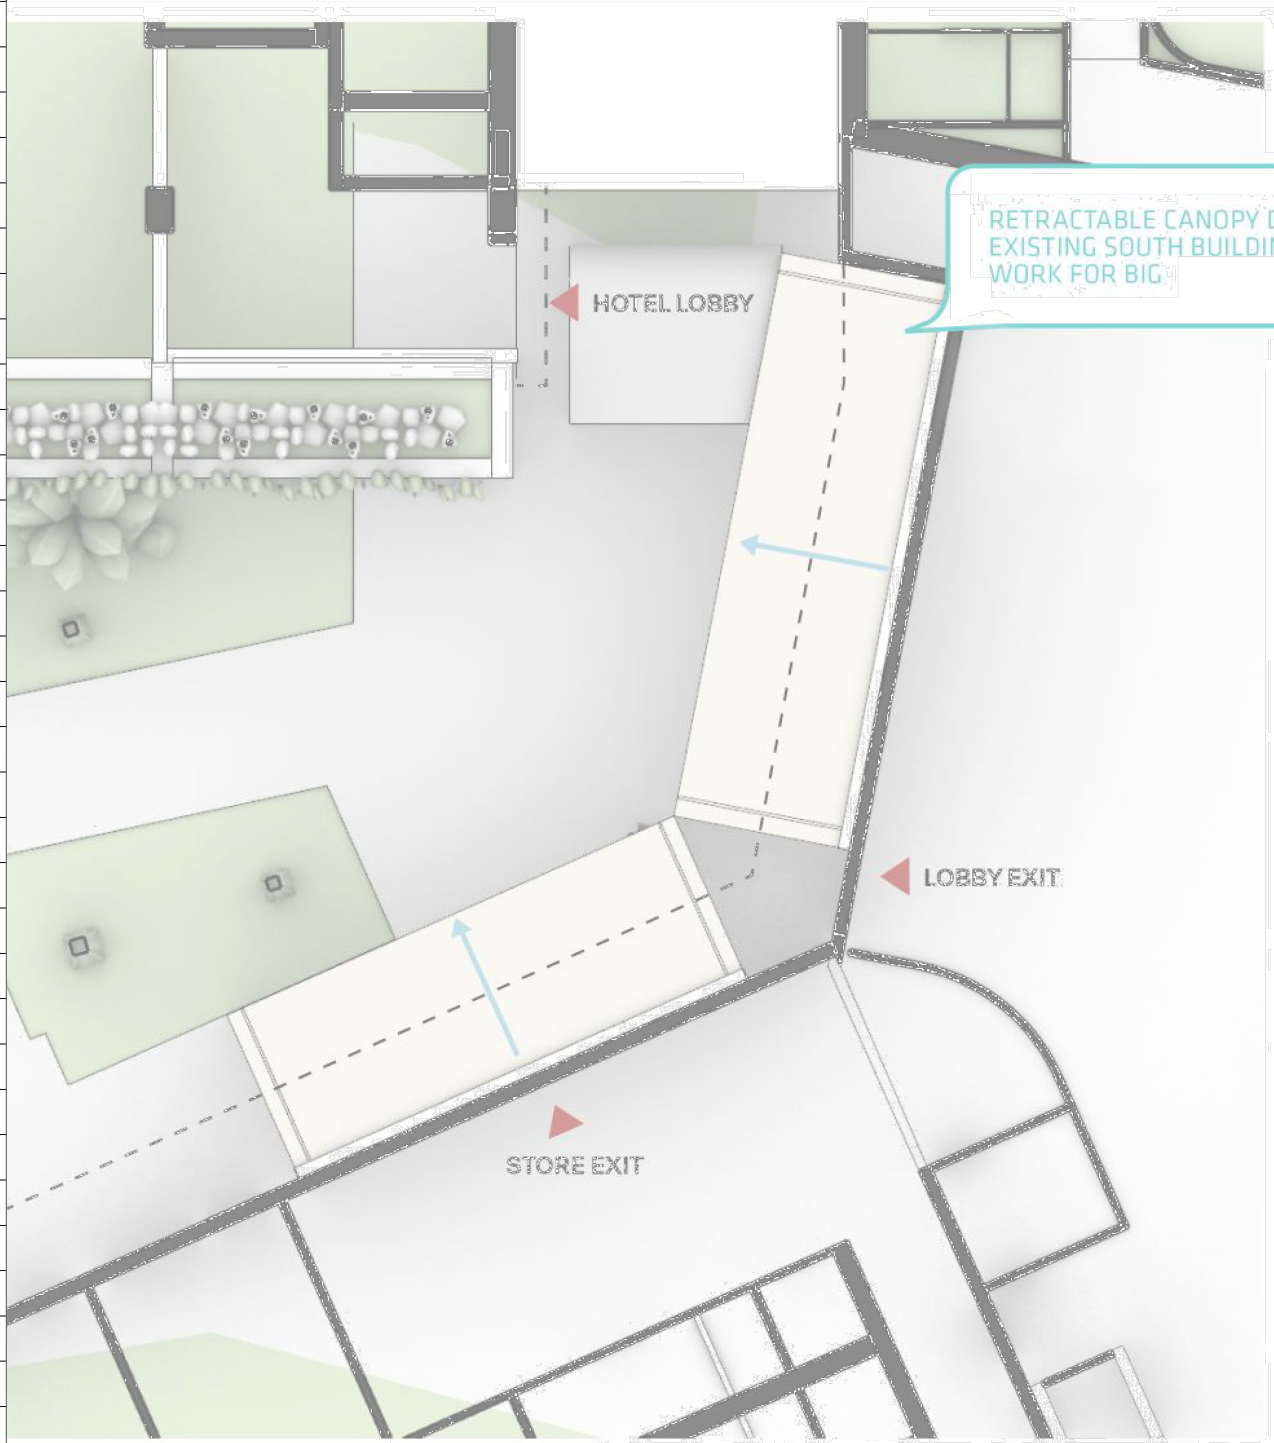 RETRACTABLE CANOPY
EXISTING SOUTH
WORK FOR BIG
HOTEL LOBBY
LOBBY EXIT
STORE EXIT